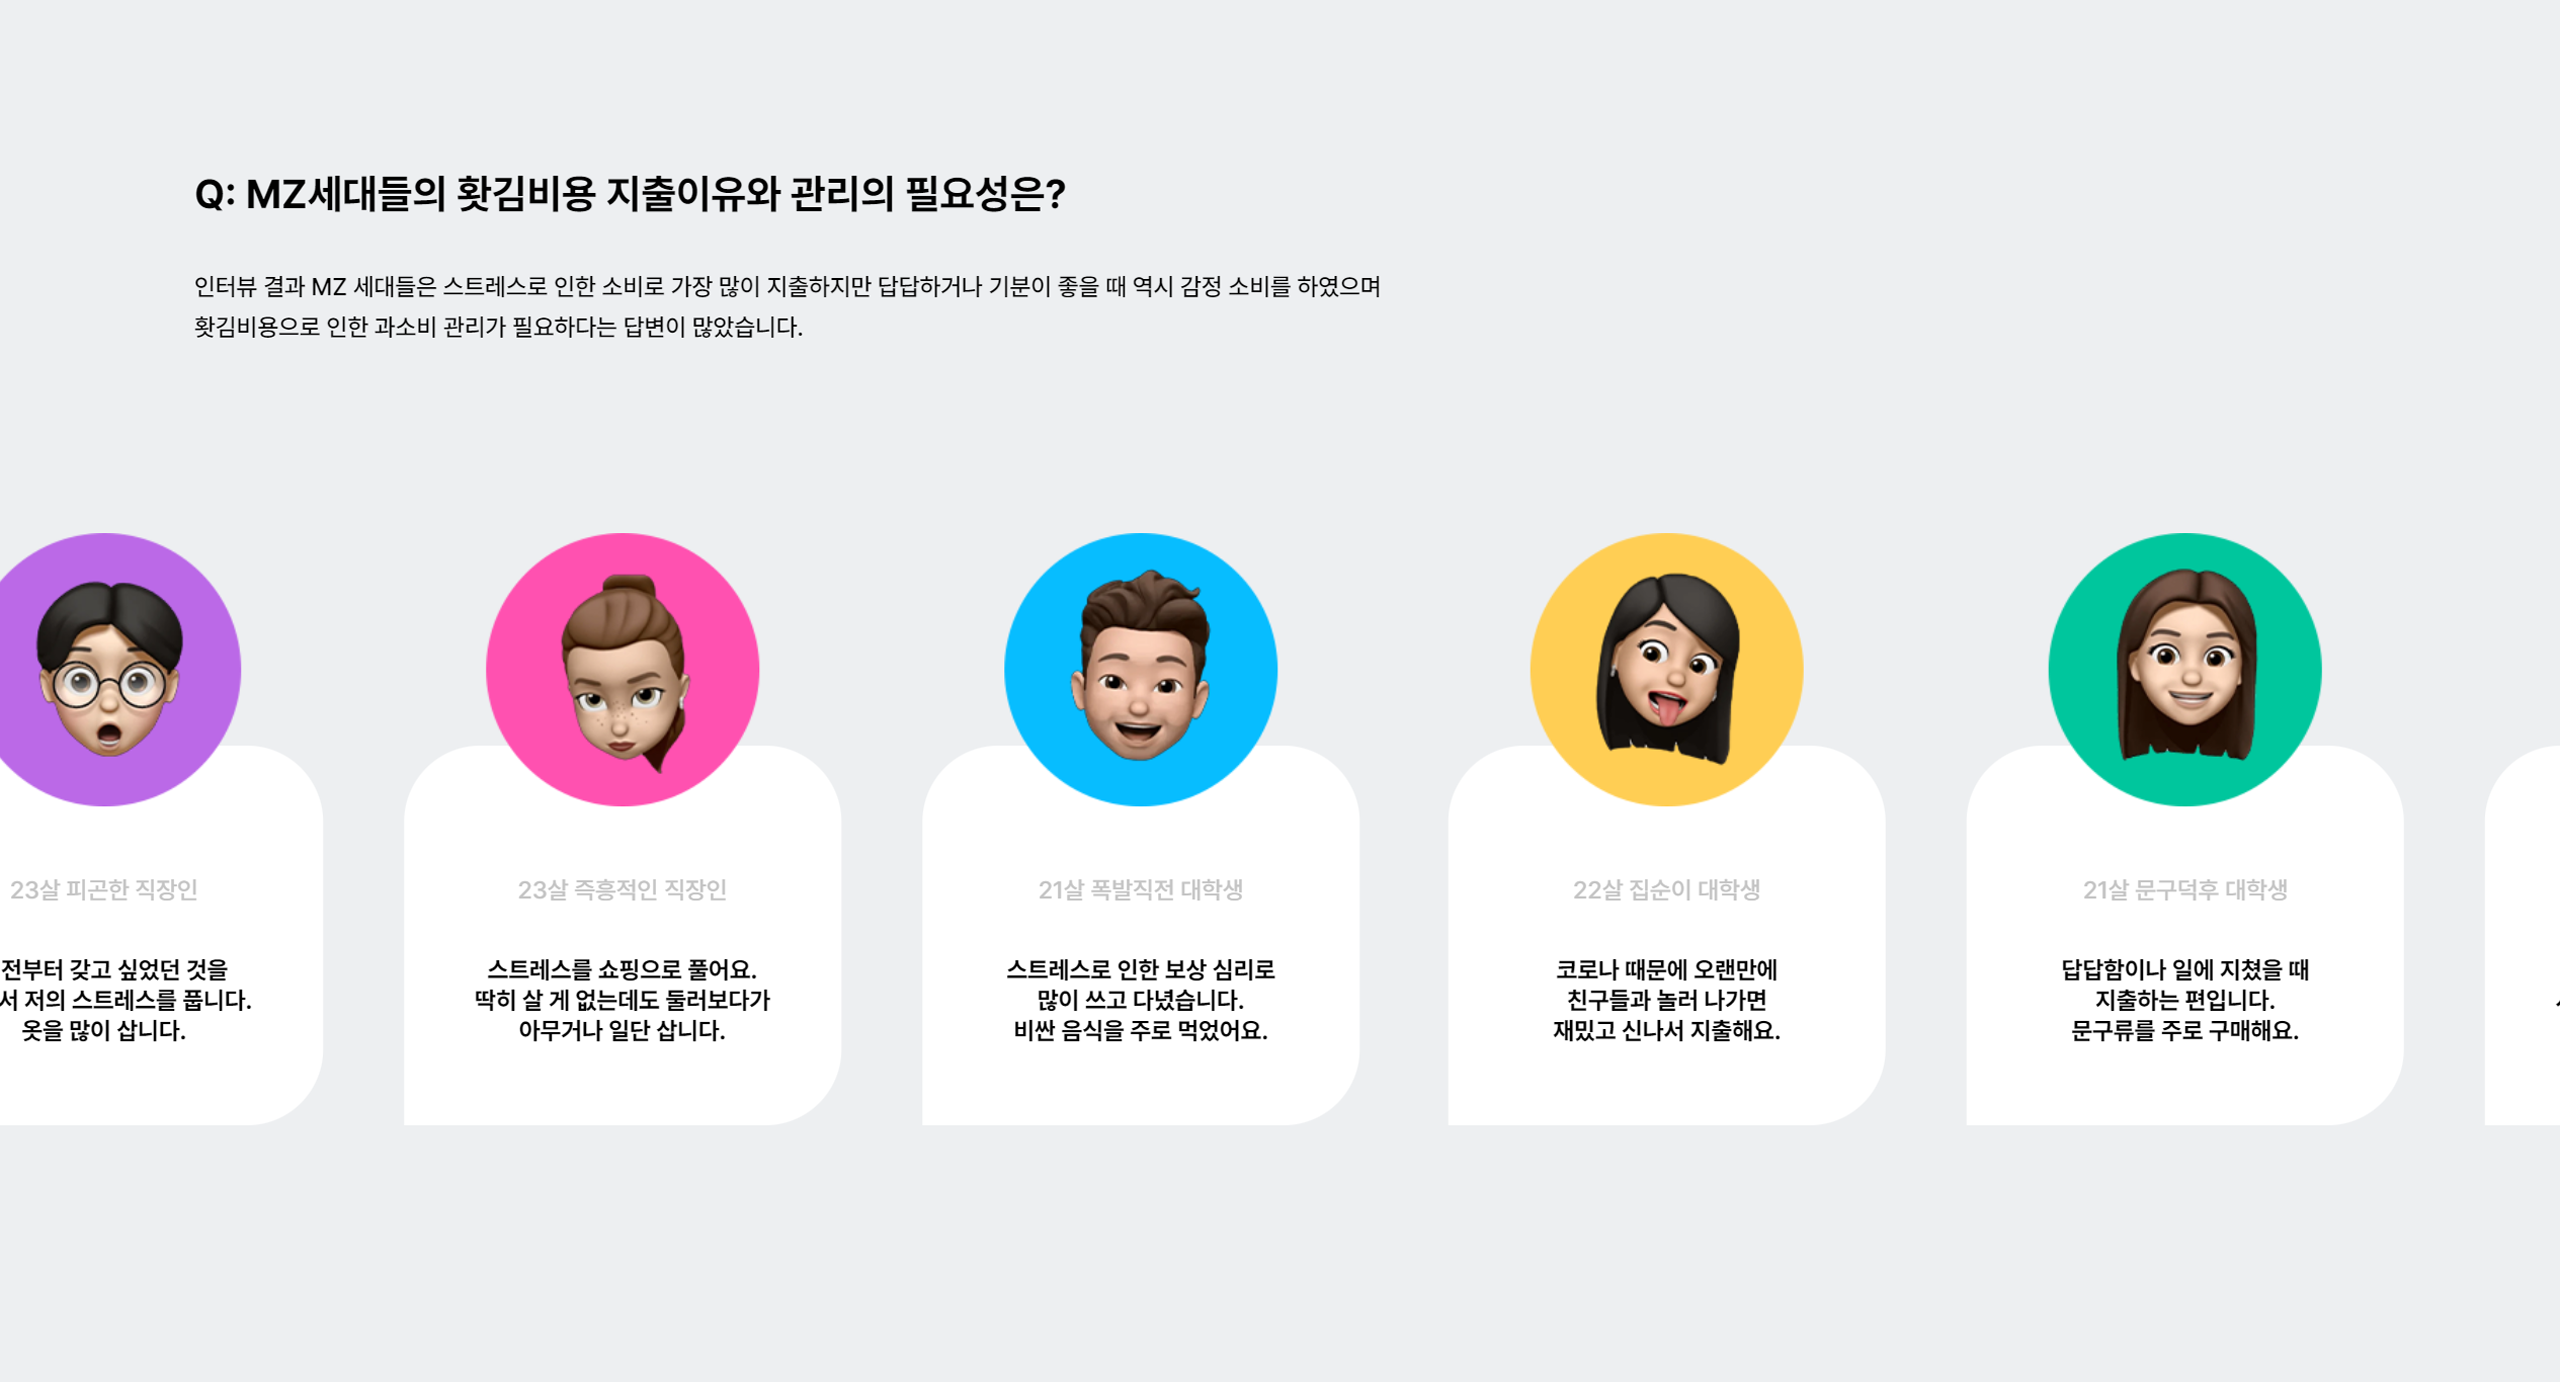 Q: MZ세대들의 홧김비용 지출이유와 관리의 필요성은?
인터뷰 결과 MZ 세대들은 스트레스로 인한 소비로 가장 많이 지출하지만 답답하거나 기분이 좋을 때 역시 감정 소비를 하였으며
홧김비용으로 인한 과소비 관리가 필요하다는 답변이 많았습니다.
23살 피곤한 직장인
전부터 갖고 싶었던 것을
서 저의 스트레스를 풉니다.
옷을 많이 삽니다.
23살 즉흥적인 직장인
스트레스를 쇼핑으로 풀어요.
딱히 살 게 없는데도 둘러보다가
아무거나 일단 삽니다.
21살 폭발직전 대학생
스트레스로 인한 보상 심리로
많이 쓰고 다녔습니다.
비싼 음식을 주로 먹었어요.
22살 집순이 대학생
코로나 때문에 오랜만에
친구들과 놀러 나가면
재밌고 신나서 지출해요.
21살 문구덕후 대학생
답답함이나 일에 지쳤을 때
지출하는 편입니다.
문구류를 주로 구매해요.